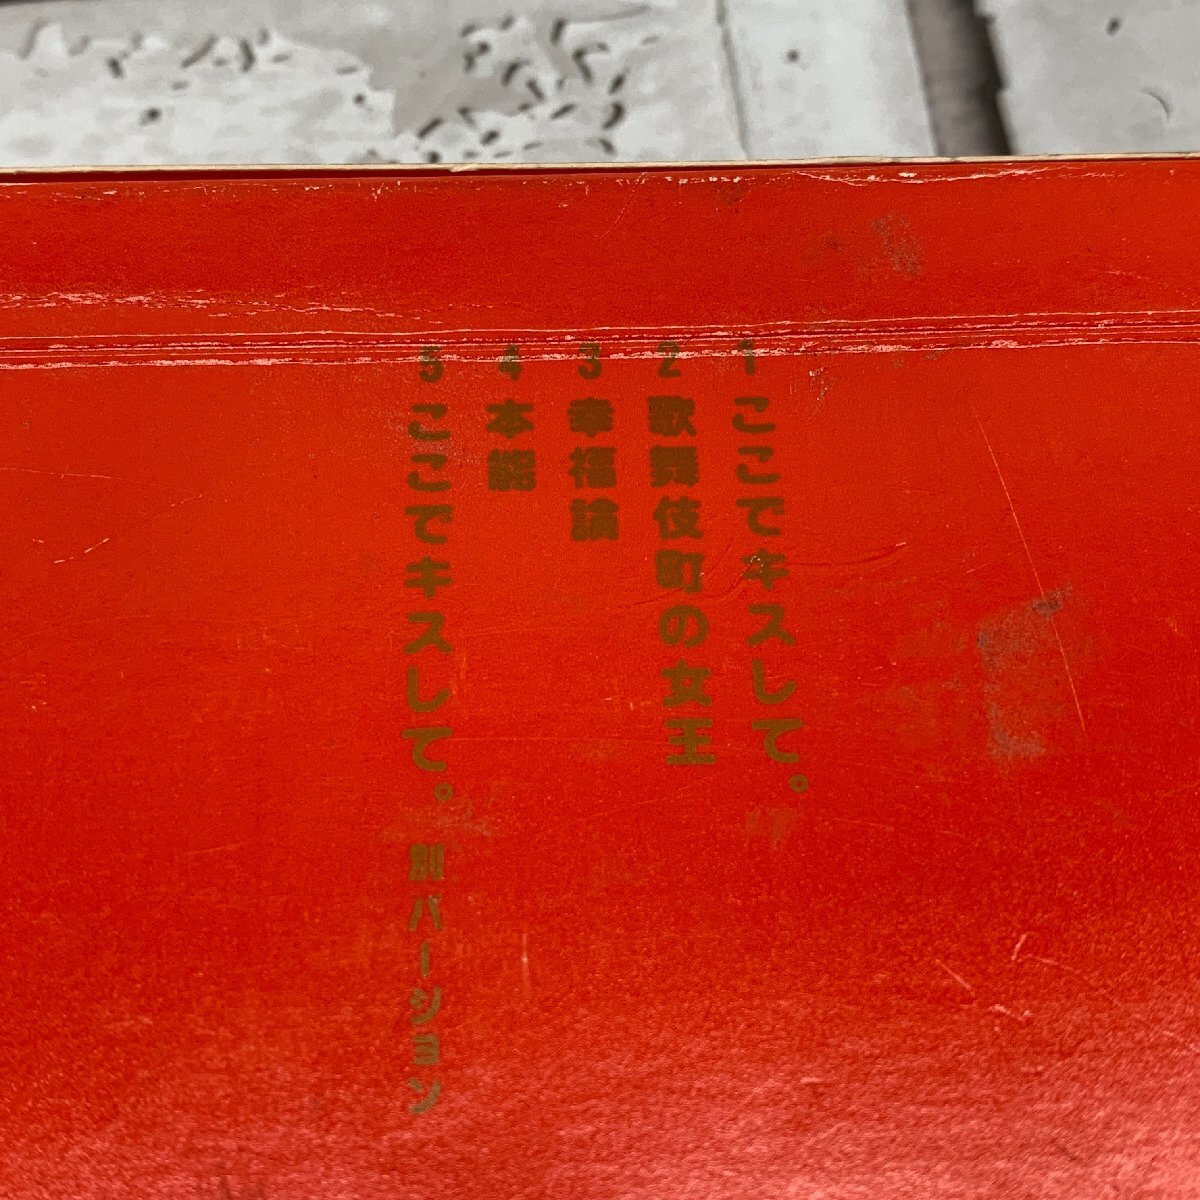 1 ここでキスして。
2 歌舞伎町の女王
3 幸福論
4 本能
5 ここでキスして。 別バージョン